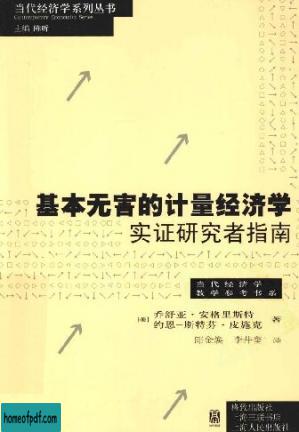 当代经济学系列丛书
Contemporary Economics Series
主编 陈昕
基本无害的计量经济学
实证研究者指南
当代经济学
教学参考书系
[美] 乔舒亚·安格里斯特
约恩-斯特芬·皮施克 著
郎金焕 李井奎 译
格致出版社
上海三联书店
上海人民出版社
homeofpdf.com